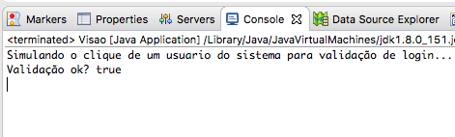 Markers Properties Servers Console Data Source Explorer
<terminated> Visao [Java Application] /Library/Java/JavaVirtualMachines/jdk1.8.0_151.j
Simulando o clique de um usuario do sistema para validação de login...
Validação ok? true